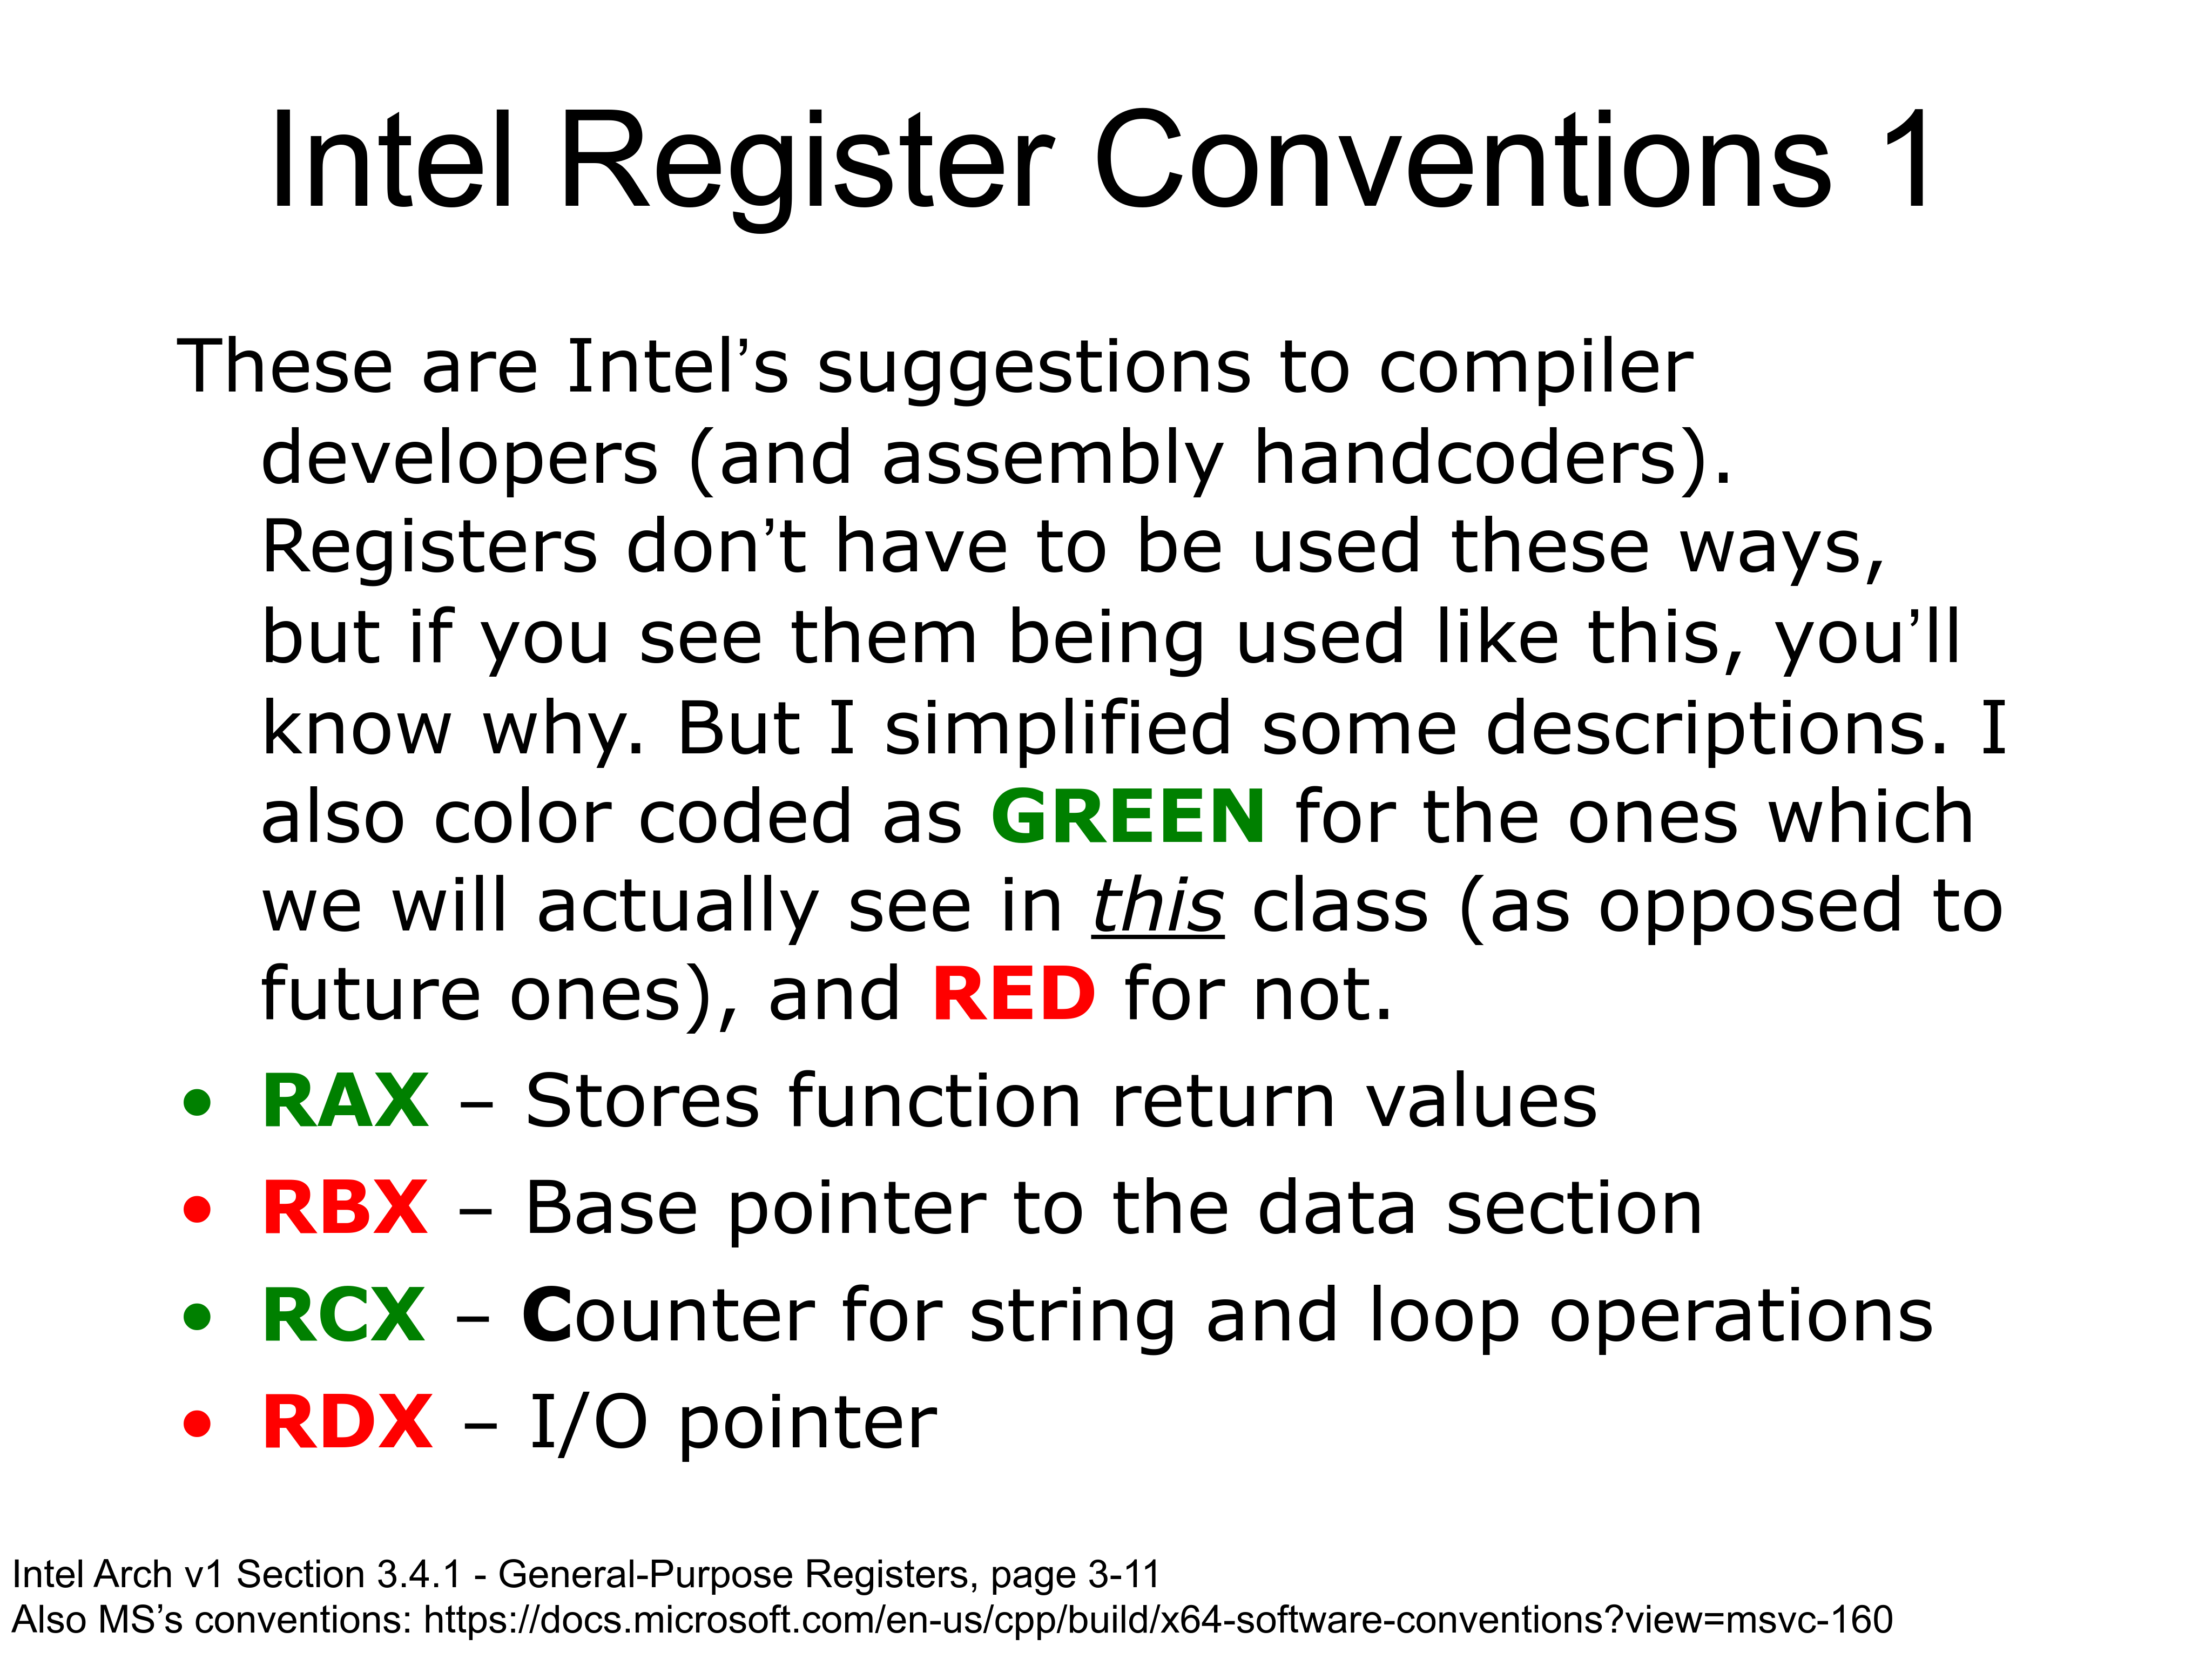 Intel Register Conventions 1
These are Intel’s suggestions to compiler
developers (and assembly handcoders).
Registers don’t have to be used these ways,
but if you see them being used like this, you’ll
know why. But I simplified some descriptions. I
also color coded as GREEN for the ones which
we will actually see in this class (as opposed to
future ones), and RED for not.
• RAX – Stores function return values
• RBX – Base pointer to the data section
• RCX – Counter for string and loop operations
• RDX – I/O pointer
Intel Arch v1 Section 3.4.1 - General-Purpose Registers, page 3-11
Also MS’s conventions: https://docs.microsoft.com/en-us/cpp/build/x64-software-conventions?view=msvc-160